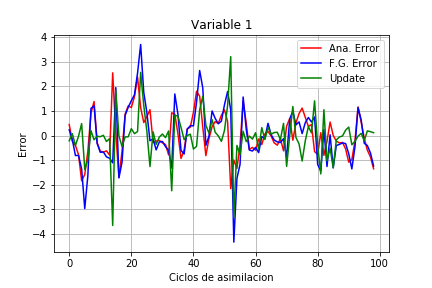 Variable 1
Ana. Error
F.G. Error
Update
Error
4
3
2
1
0
−1
−2
−3
−4
0
20
40
60
80
100
Ciclos de asimilacion